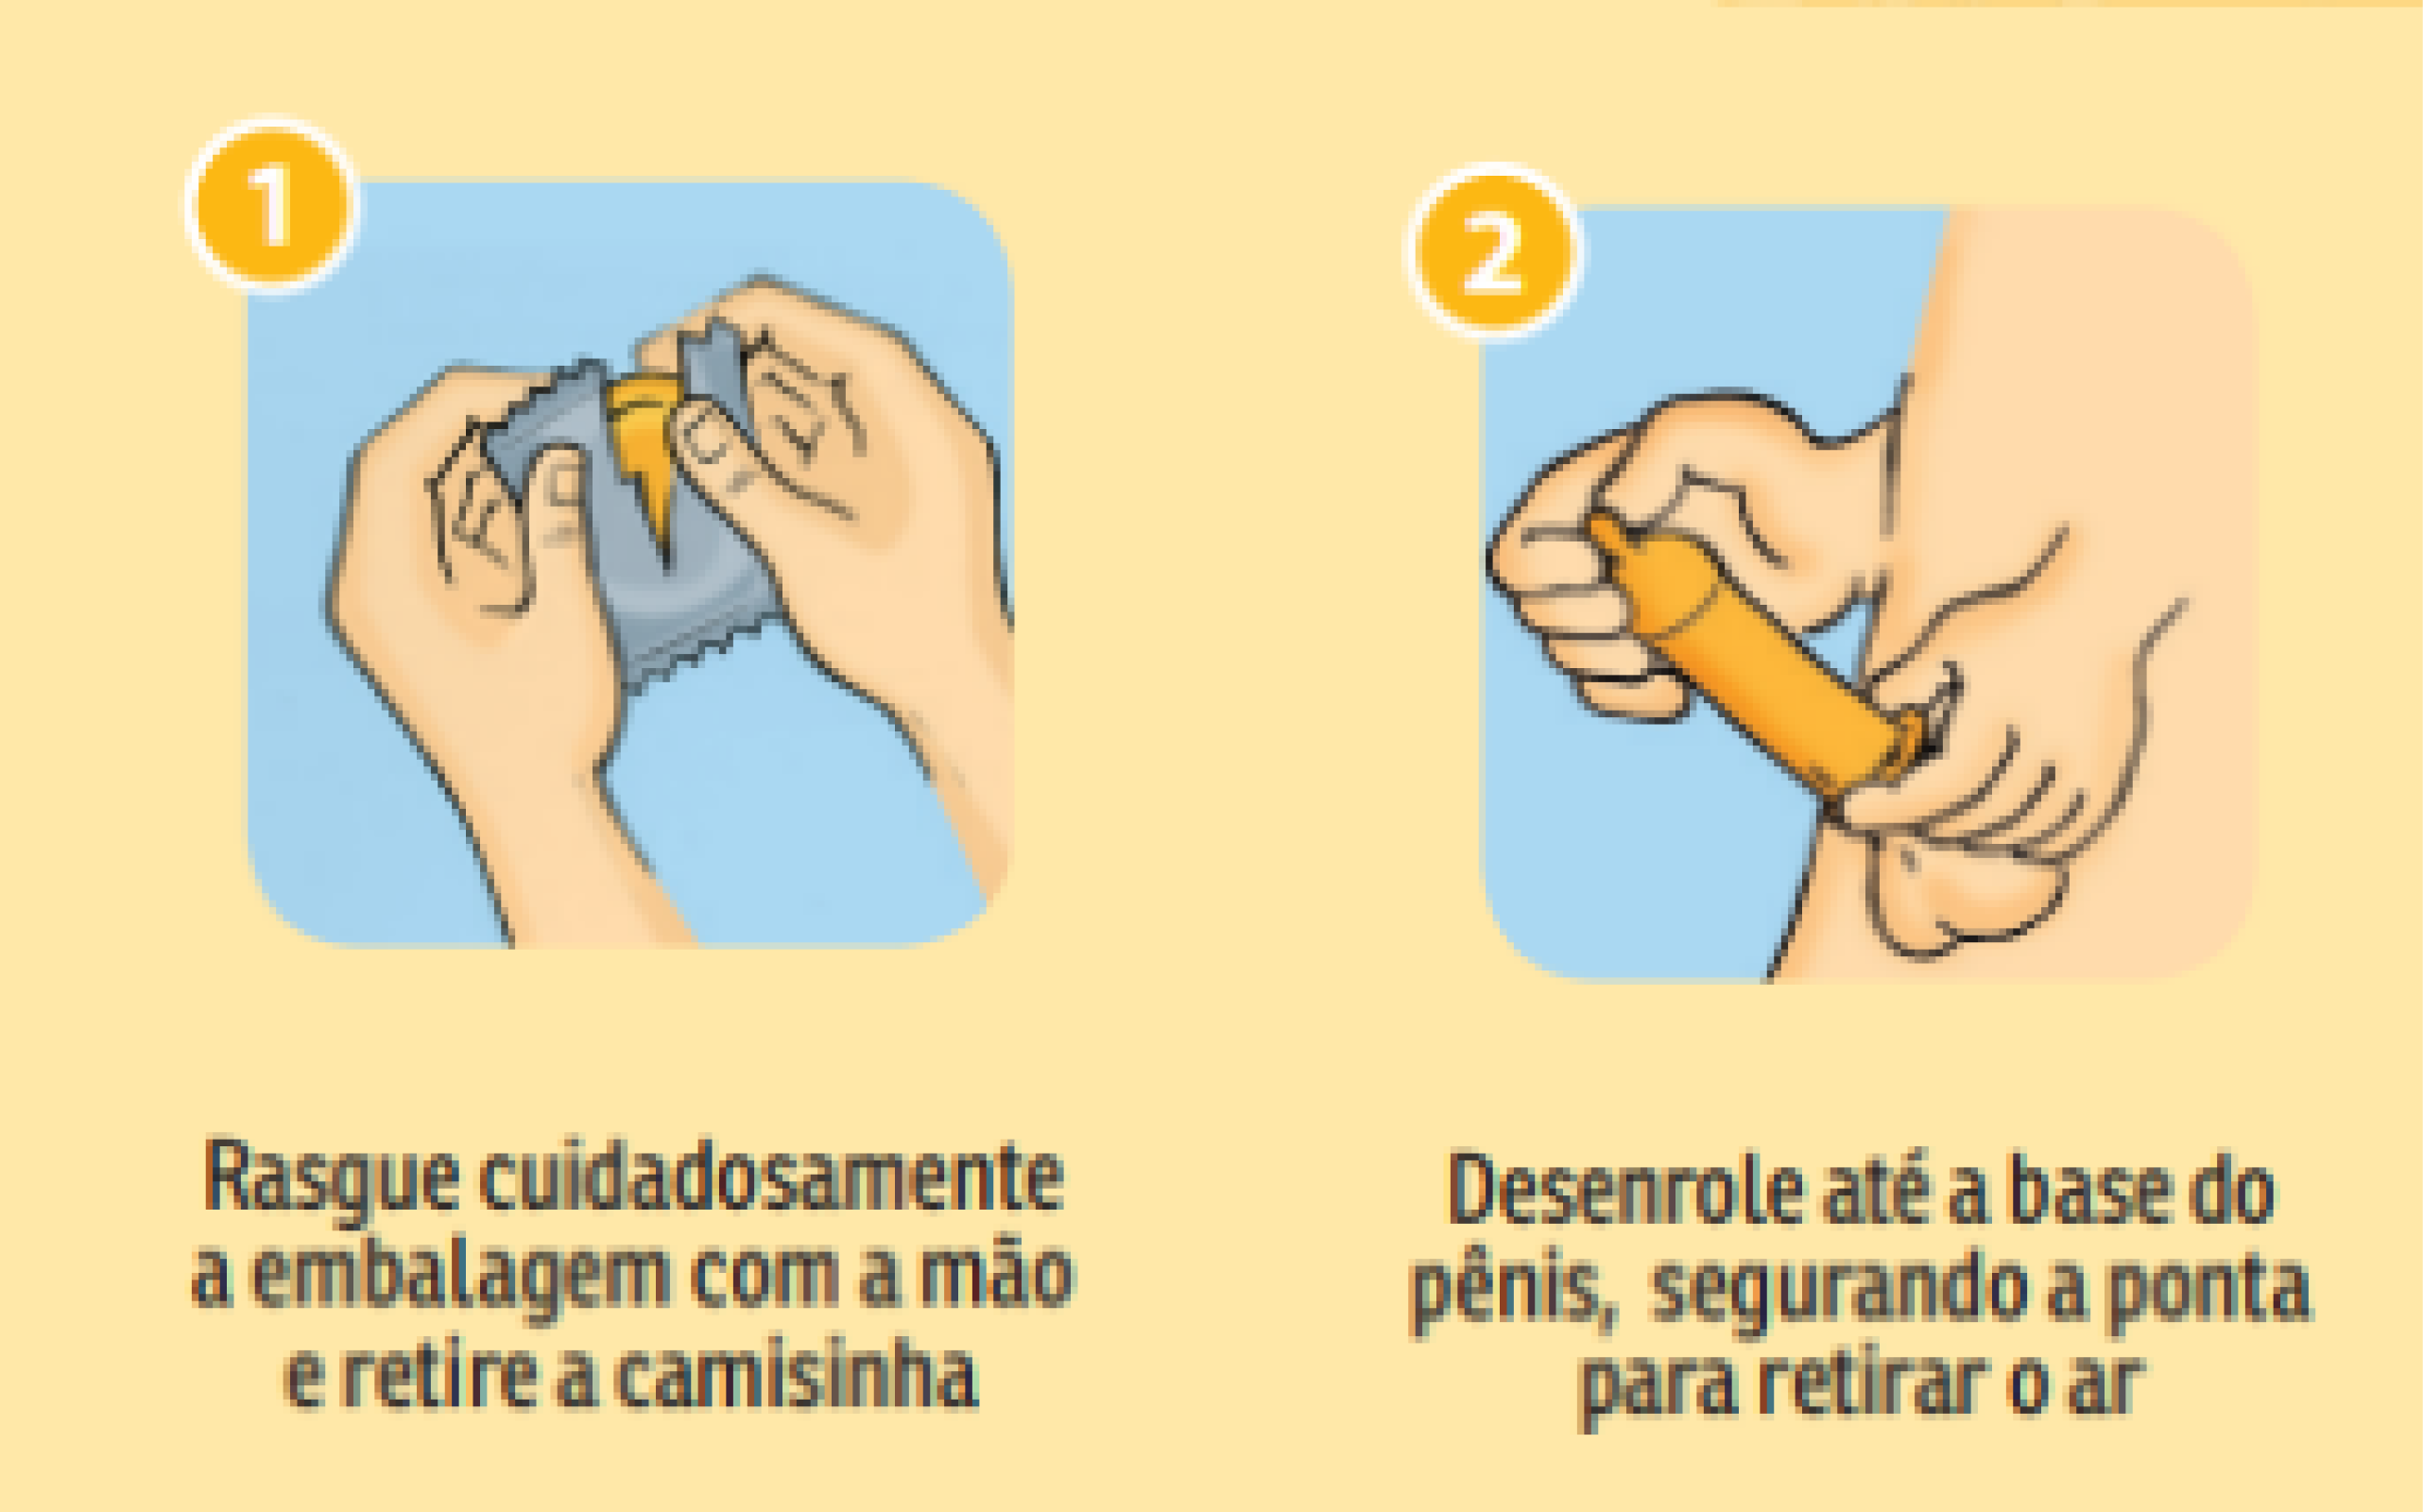 1
Rasgue cuidadosamente
a embalagem com a mão
e retire a camisinha
2
Desenrole até a base do
pênis, segurando a ponta
para retirar o ar